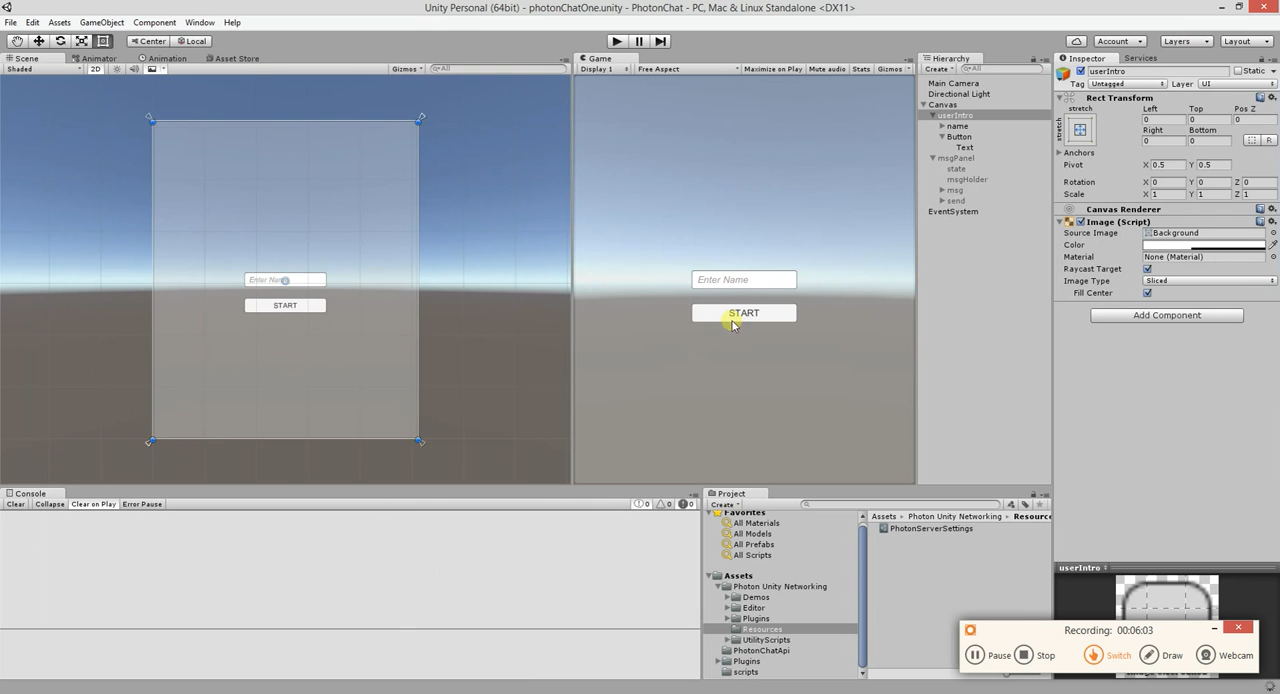 Unity Personal (64bit) - photonChatOne.unity - PhotonChat - PC, Mac & Linux Standalone <DX11>
File Edit Assets GameObject Component Window Help
Center Local Account Layers Layout
Scene Animator Animation Asset Store Game Hierarchy Inspector Services
Shaded 2D Gizmos All Display 1 Free Aspect Maximize on Play Mute audio Stats Gizmos Create All
userIntro Static
Tag Untagged Layer UI
Main Camera
Directional Light
Canvas
userIntro
name
Button
Text
msgPanel
state
msgHolder
msg
send
EventSystem
Rect Transform
stretch Left Top Pos Z
stretch 0 0 0
Right Bottom
0 0 R
Anchors
Pivot X 0.5 Y 0.5
Rotation X 0 Y 0 Z 0
Scale X 1 Y 1 Z 1
Canvas Renderer
Image (Script)
Source Image Background
Color
Material None (Material)
Raycast Target
Image Type Sliced
Fill Center
Add Component
Enter Name
START
Enter Name
START
Console
Clear Collapse Clear on Play Error Pause 0 0 0
Project
Create
Favorites
All Materials
All Models
All Prefabs
All Scripts
Assets
Photon Unity Networking
Demos
Editor
Plugins
Resources
UtilityScripts
PhotonChatApi
Plugins
scripts
Assets Photon Unity Networking Resourc
PhotonServerSettings
userIntro
Recording: 00:06:03
Pause Stop Switch Draw Webcam